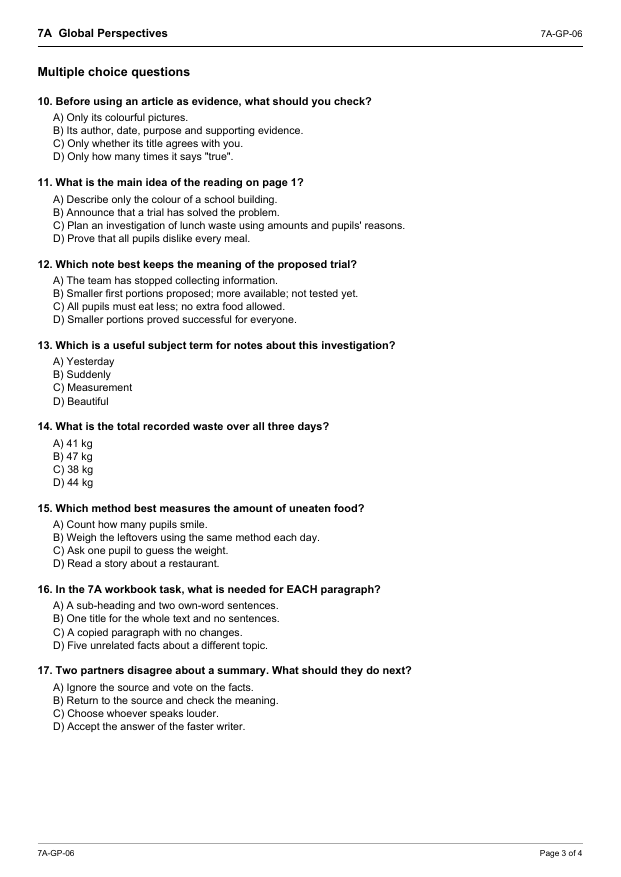 7A Global Perspectives
7A-GP-06
Multiple choice questions
10. Before using an article as evidence, what should you check?
A) Only its colourful pictures.
B) Its author, date, purpose and supporting evidence.
C) Only whether its title agrees with you.
D) Only how many times it says "true".
11. What is the main idea of the reading on page 1?
A) Describe only the colour of a school building.
B) Announce that a trial has solved the problem.
C) Plan an investigation of lunch waste using amounts and pupils' reasons.
D) Prove that all pupils dislike every meal.
12. Which note best keeps the meaning of the proposed trial?
A) The team has stopped collecting information.
B) Smaller first portions proposed; more available; not tested yet.
C) All pupils must eat less; no extra food allowed.
D) Smaller portions proved successful for everyone.
13. Which is a useful subject term for notes about this investigation?
A) Yesterday
B) Suddenly
C) Measurement
D) Beautiful
14. What is the total recorded waste over all three days?
A) 41 kg
B) 47 kg
C) 38 kg
D) 44 kg
15. Which method best measures the amount of uneaten food?
A) Count how many pupils smile.
B) Weigh the leftovers using the same method each day.
C) Ask one pupil to guess the weight.
D) Read a story about a restaurant.
16. In the 7A workbook task, what is needed for EACH paragraph?
A) A sub-heading and two own-word sentences.
B) One title for the whole text and no sentences.
C) A copied paragraph with no changes.
D) Five unrelated facts about a different topic.
17. Two partners disagree about a summary. What should they do next?
A) Ignore the source and vote on the facts.
B) Return to the source and check the meaning.
C) Choose whoever speaks louder.
D) Accept the answer of the faster writer.
7A-GP-06
Page 3 of 4